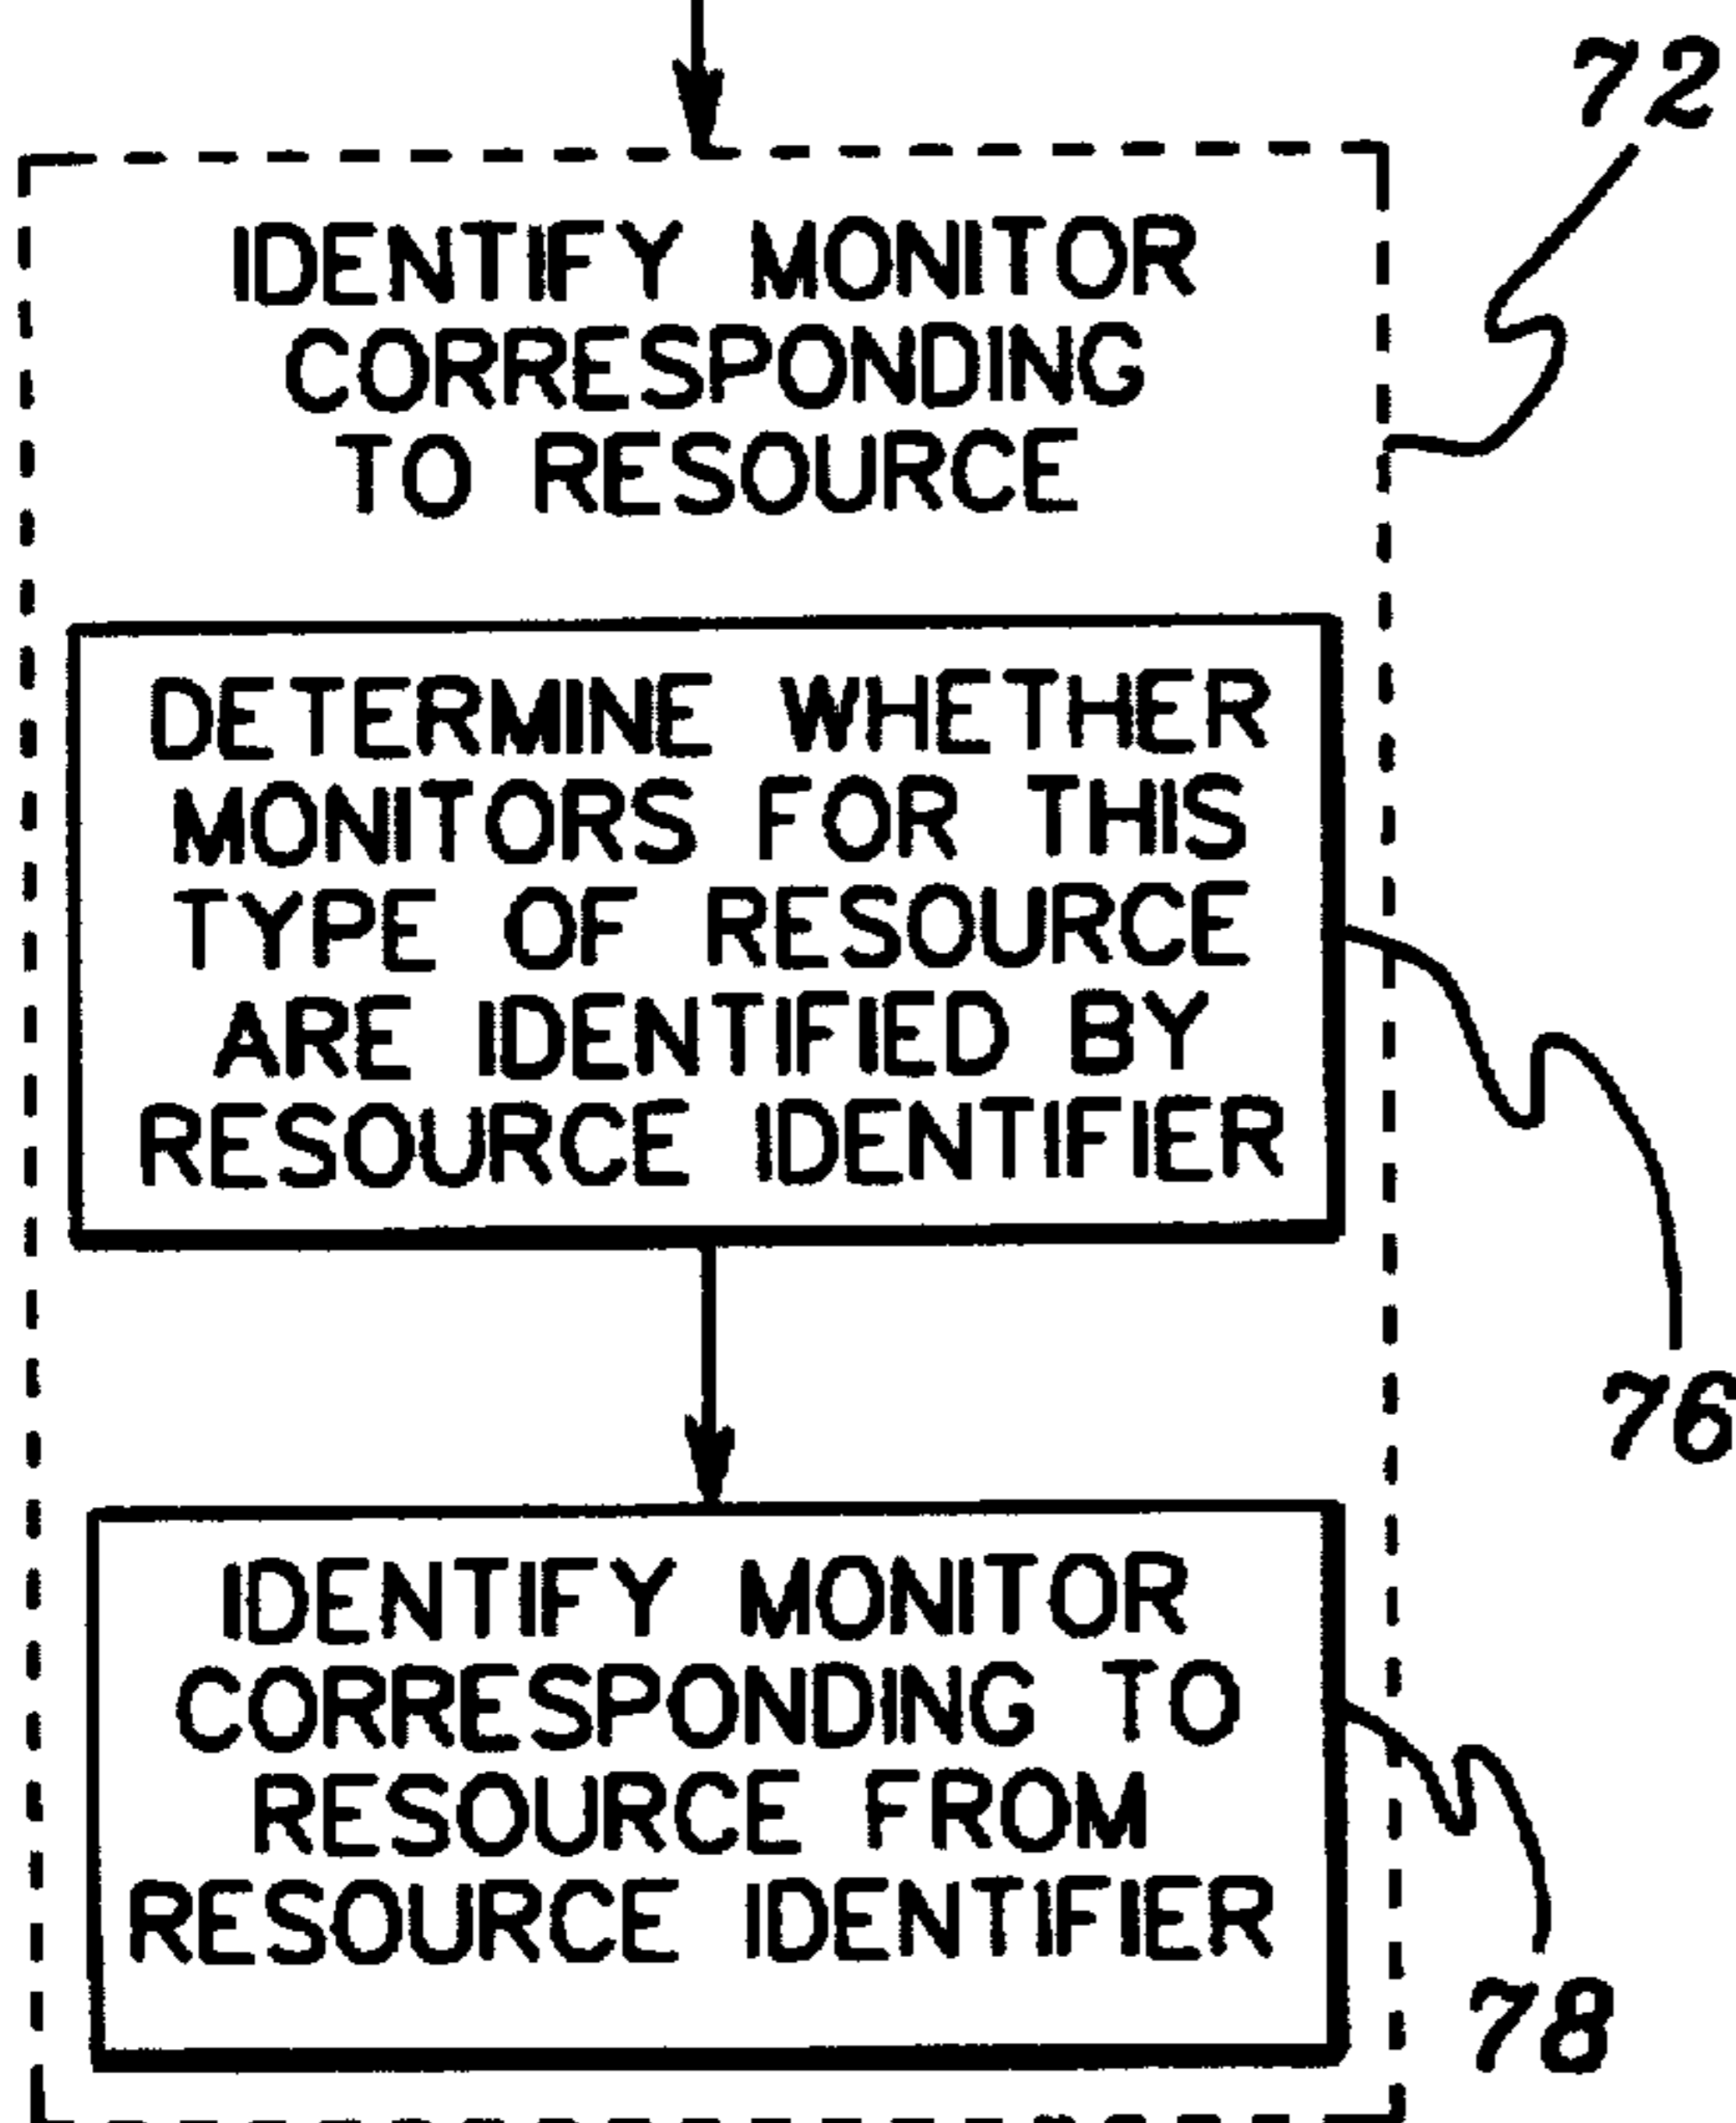 72
IDENTIFY MONITOR
CORRESPONDING
TO RESOURCE
DETERMINE WHETHER
MONITORS FOR THIS
TYPE OF RESOURCE
ARE IDENTIFIED BY
RESOURCE IDENTIFIER
76
IDENTIFY MONITOR
CORRESPONDING TO
RESOURCE FROM
RESOURCE IDENTIFIER
78